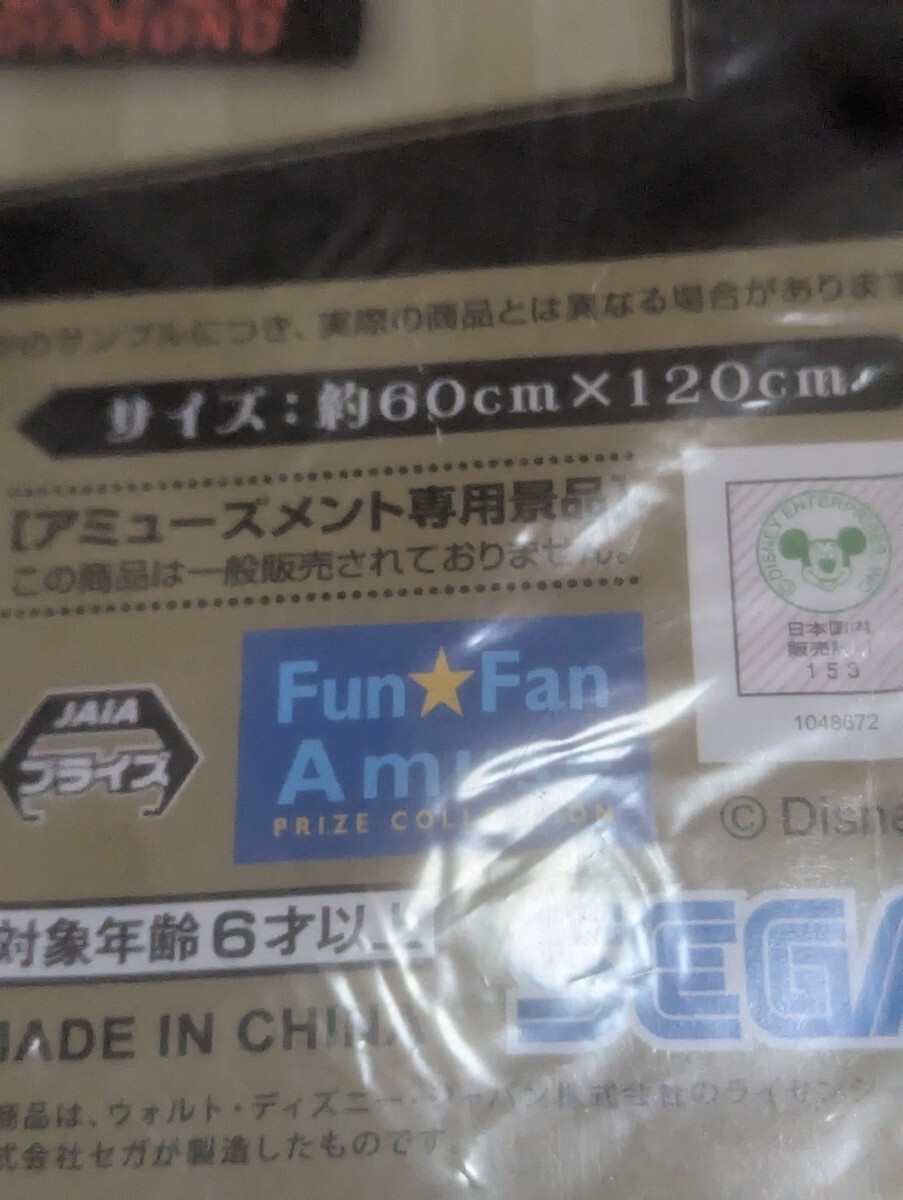 DIAMOND
のサンプルにつき、実際の商品とは異なる場合があります
サイズ：約60cm×120cm
【アミューズメント専用景品】
この商品は一般販売されておりません。
© DISNEY ENTERPRISES, INC.
日本国内
販売
153
1048672
JAIA
プライズ
Fun★Fan
Amuse
PRIZE COLLECTION
© Disne
対象年齢6才以上
SEGA
MADE IN CHINA
商品は、ウォルト・ディズニー・ジャパン株式会社のライセンシー
式会社セガが製造したものです。